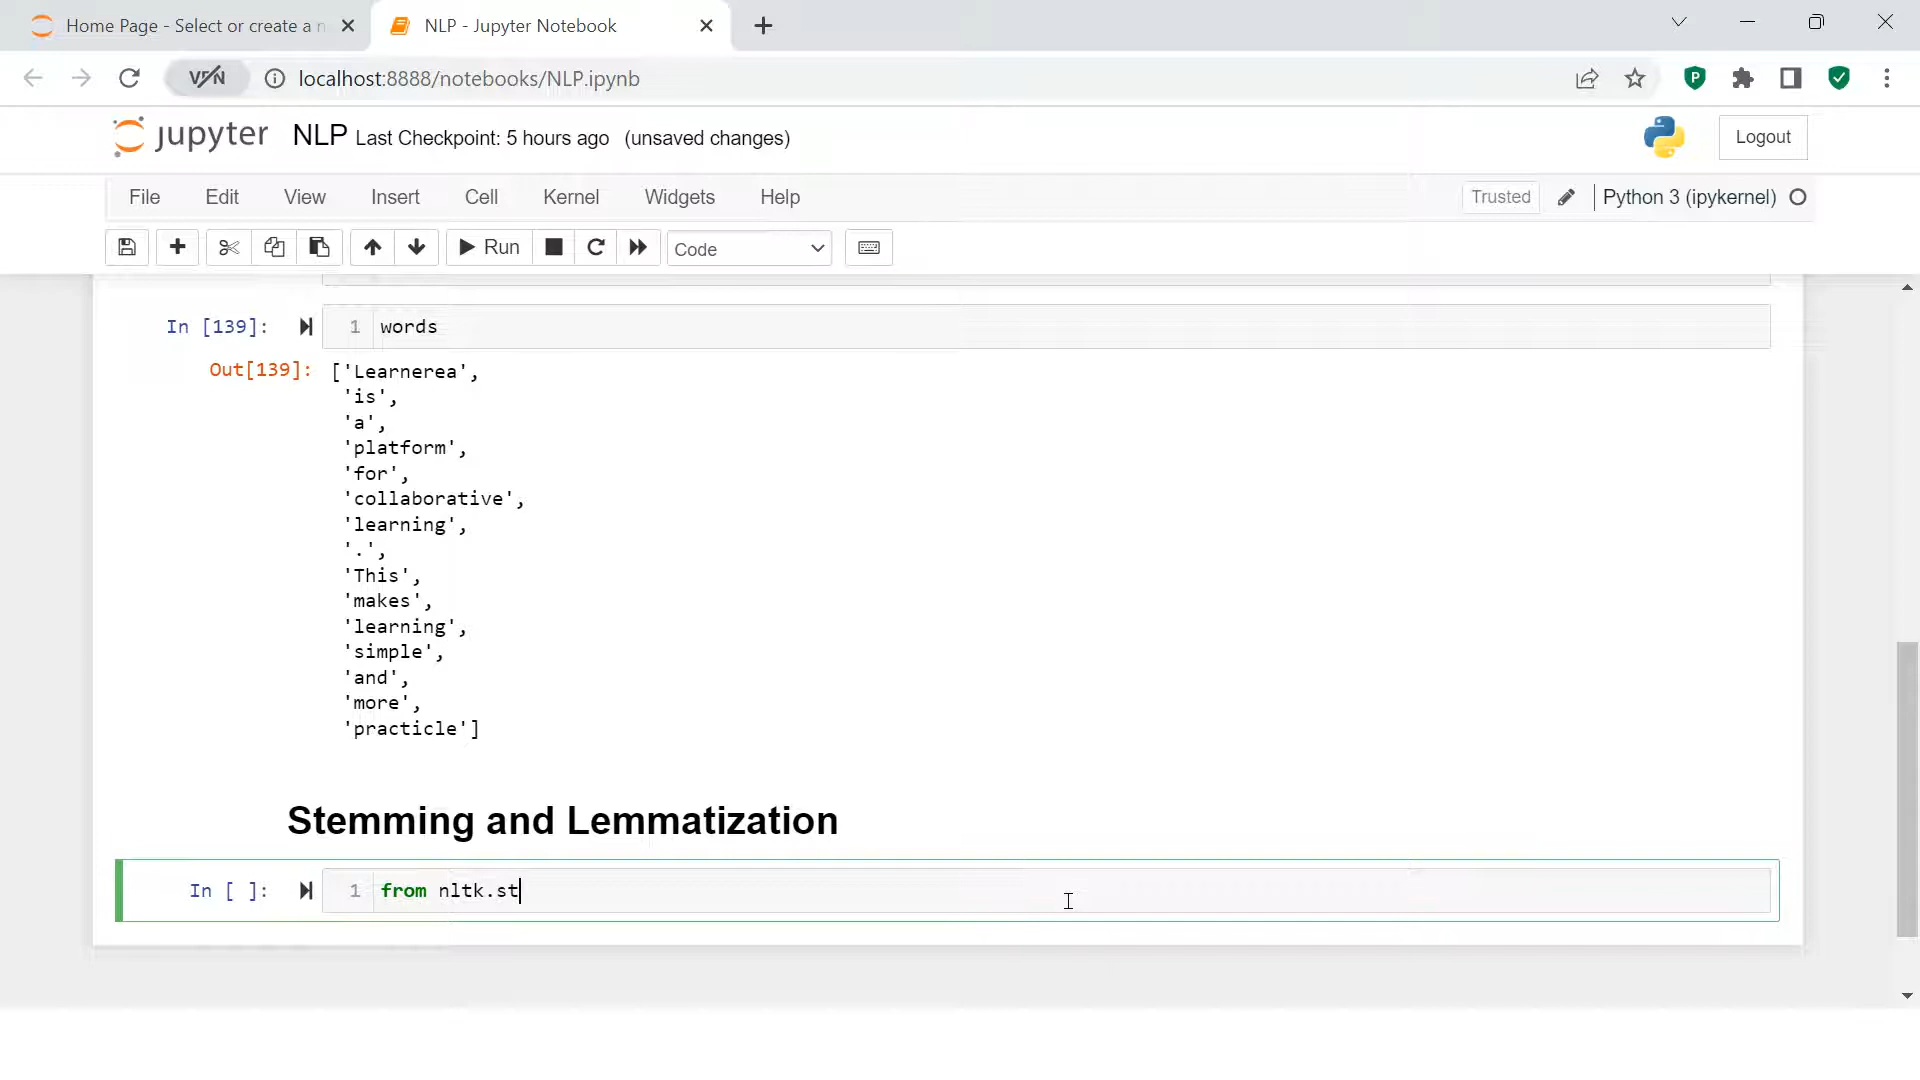 Home Page - Select or create a n
NLP - Jupyter Notebook
VPN
localhost:8888/notebooks/NLP.ipynb
P
jupyter NLP Last Checkpoint: 5 hours ago (unsaved changes)
Logout
File Edit View Insert Cell Kernel Widgets Help
Trusted
Python 3 (ipykernel)
Run
Code
In [139]: 1 words
Out[139]: ['Learnerea',
'is',
'a',
'platform',
'for',
'collaborative',
'learning',
'.',
'This',
'makes',
'learning',
'simple',
'and',
'more',
'practicle']
Stemming and Lemmatization
In [ ]: 1 from nltk.st